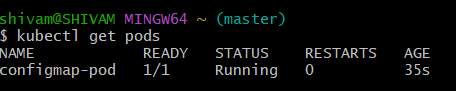 shivam@SHIVAM MINGW64 ~ (master)
$ kubectl get pods
NAME READY STATUS RESTARTS AGE
configmap-pod 1/1 Running 0 35s